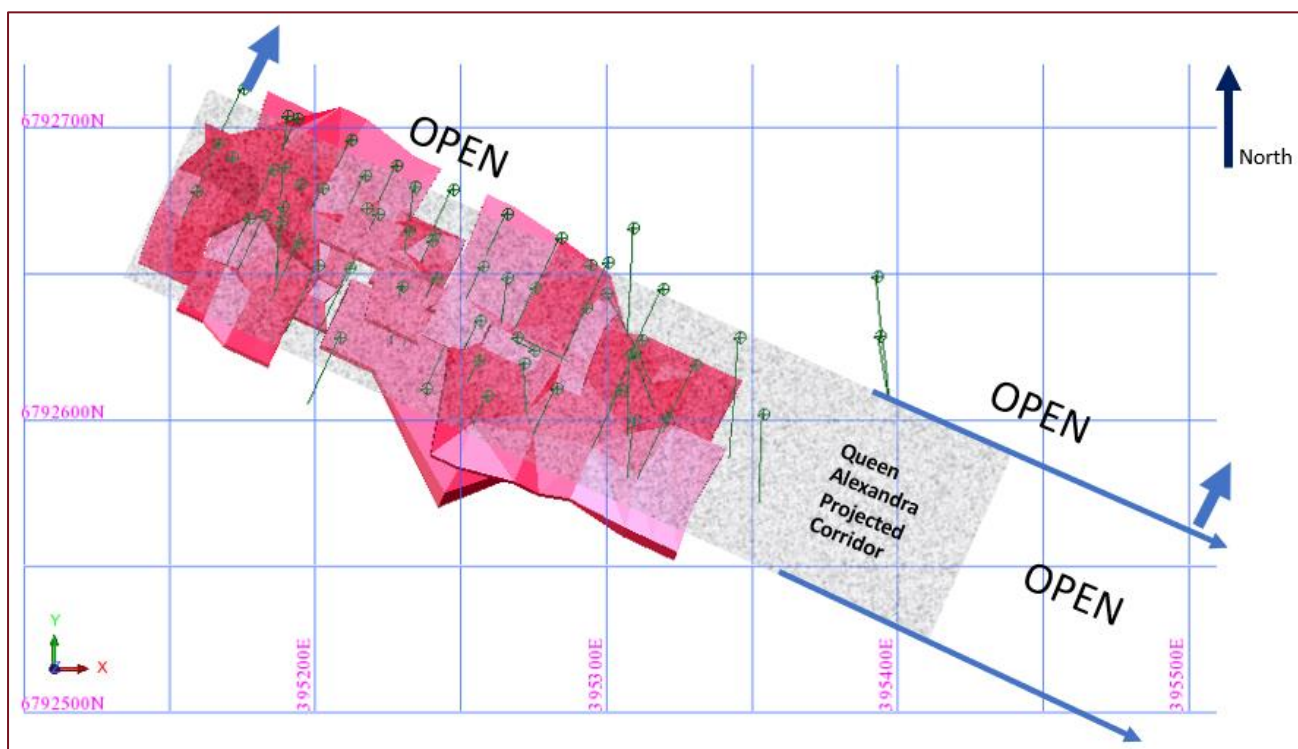 OPEN
6792700N
North
6792600N
OPEN
Queen
Alexandra
Projected
Corridor
OPEN
Y
X
395200E
395300E
395400E
395500E
6792500N